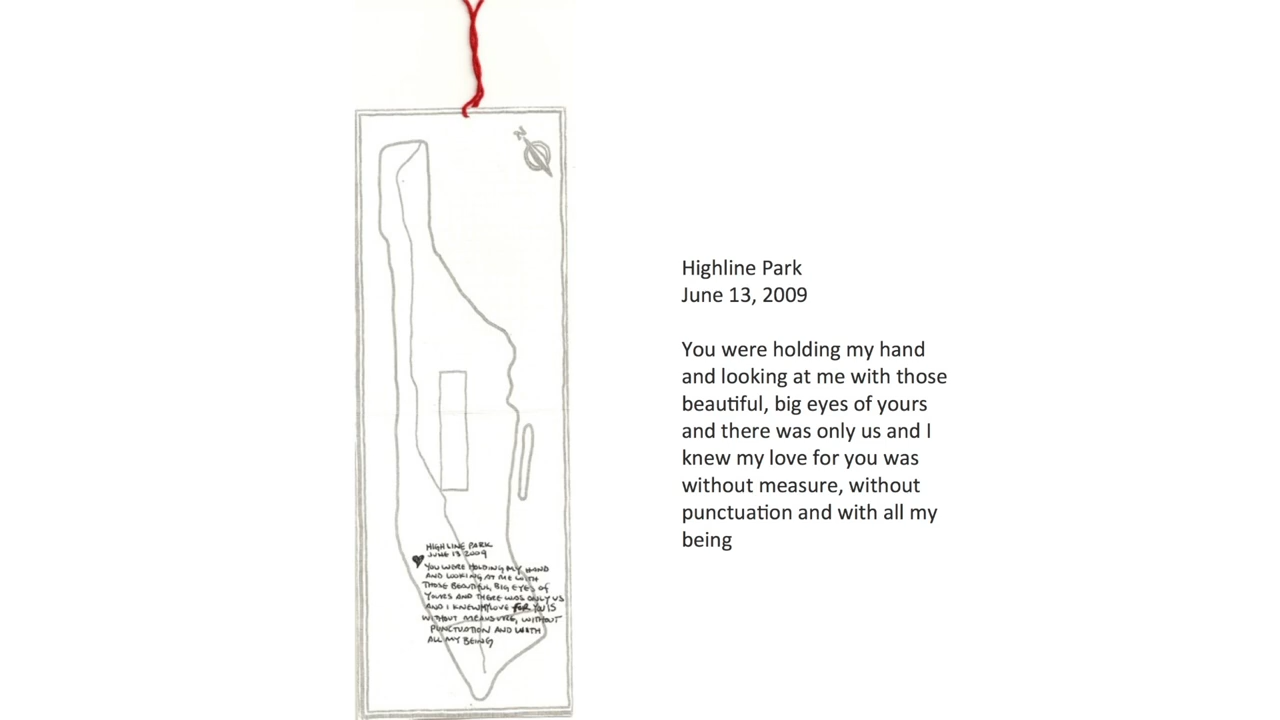 N
HIGHLINE PARK
JUNE 13 2009
YOU WERE HOLDING MY HAND
AND LOOKING AT ME WITH
THOSE BEAUTIFUL, BIG EYES OF
YOURS AND THERE WAS ONLY US
AND I KNEW MY LOVE FOR YOU IS
WITHOUT MEASURE, WITHOUT
PUNCTUATION AND WITH
ALL MY BEING
Highline Park
June 13, 2009
You were holding my hand
and looking at me with those
beautiful, big eyes of yours
and there was only us and I
knew my love for you was
without measure, without
punctuation and with all my
being